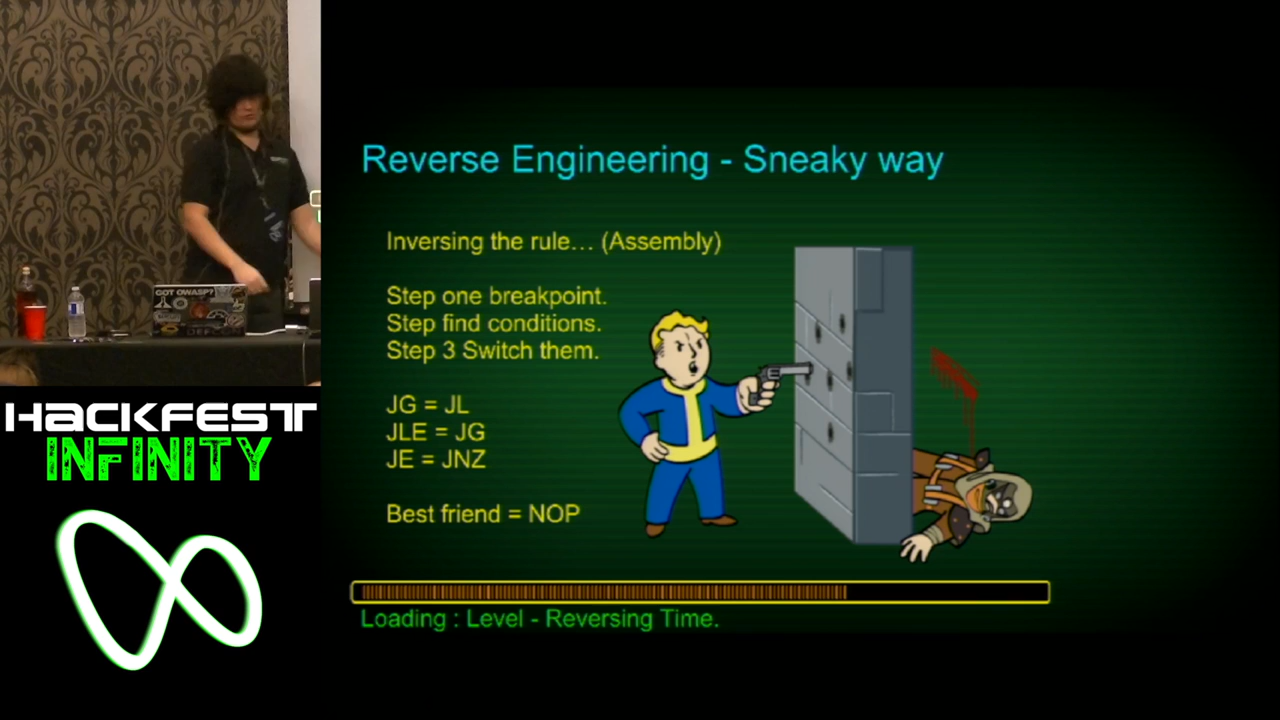 Reverse Engineering - Sneaky way
Inversing the rule... (Assembly)
Step one breakpoint.
Step find conditions.
Step 3 Switch them.
JG = JL
JLE = JG
JE = JNZ
Best friend = NOP
Loading : Level - Reversing Time.
GOT OWASP?
HACKFEST
INFINITY